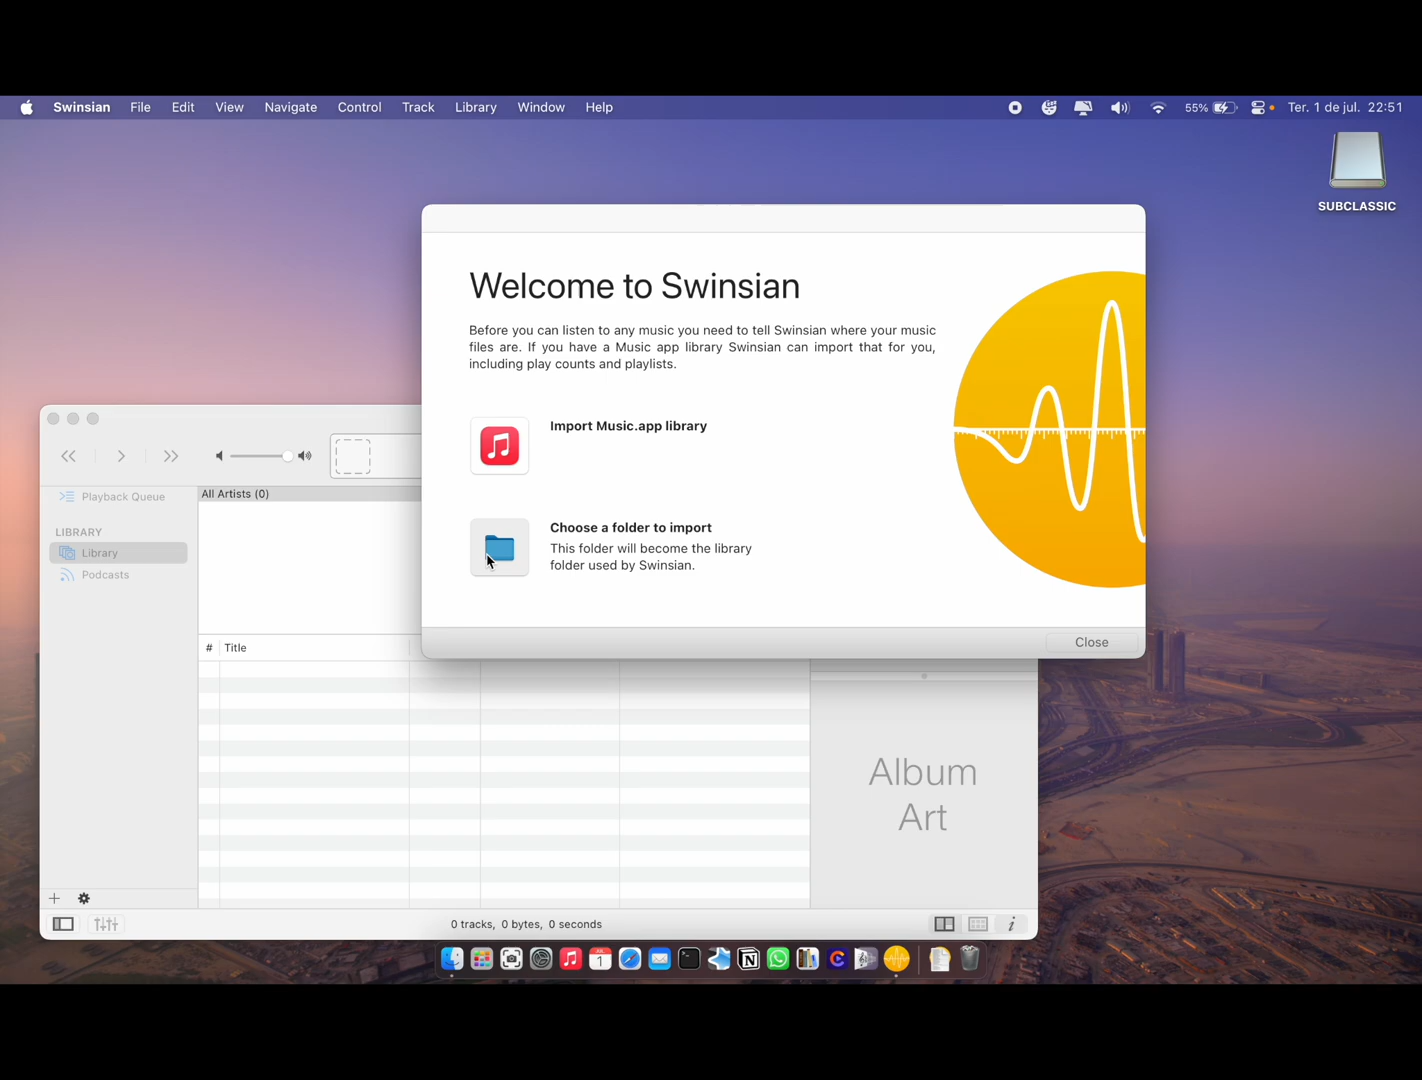 Swinsian File Edit View Navigate Control Track Library Window Help 55% Ter. 1 de jul. 22:51
SUBCLASSIC
Welcome to Swinsian
Before you can listen to any music you need to tell Swinsian where your music
files are. If you have a Music app library Swinsian can import that for you,
including play counts and playlists.
Import Music.app library
Choose a folder to import
This folder will become the library
folder used by Swinsian.
Close
Playback Queue
LIBRARY
Library
Podcasts
All Artists (0)
# Title
Album
Art
0 tracks, 0 bytes, 0 seconds